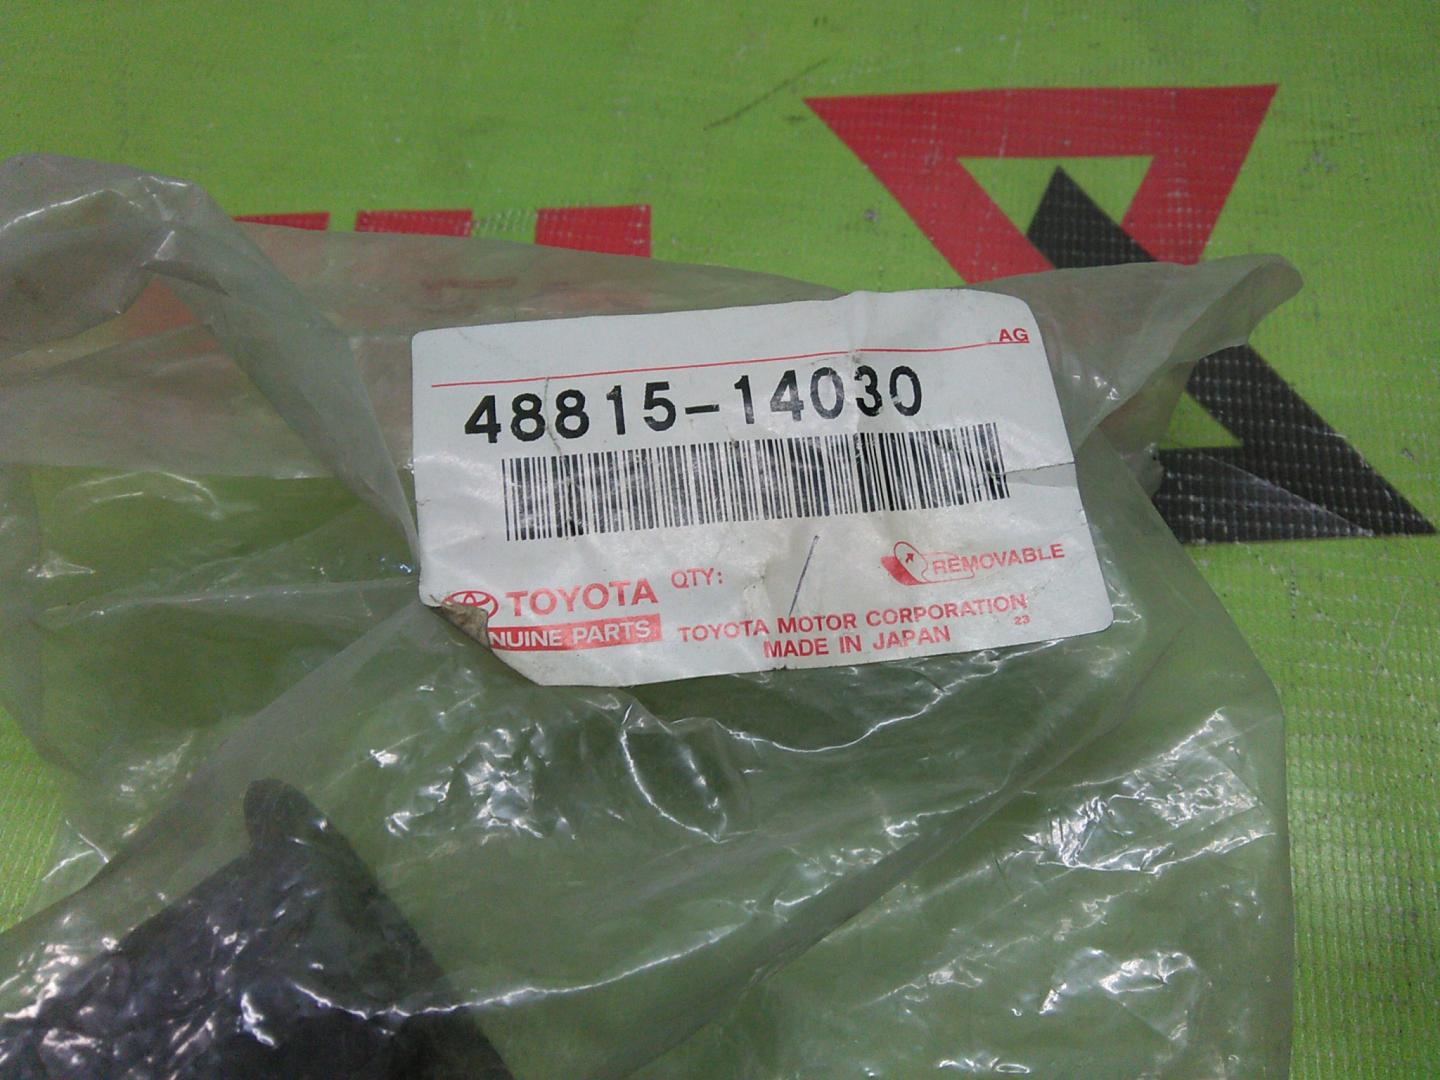 AG
48815-14030
TOYOTA QTY:
REMOVABLE
NUINE PARTS
TOYOTA MOTOR CORPORATION
23
MADE IN JAPAN